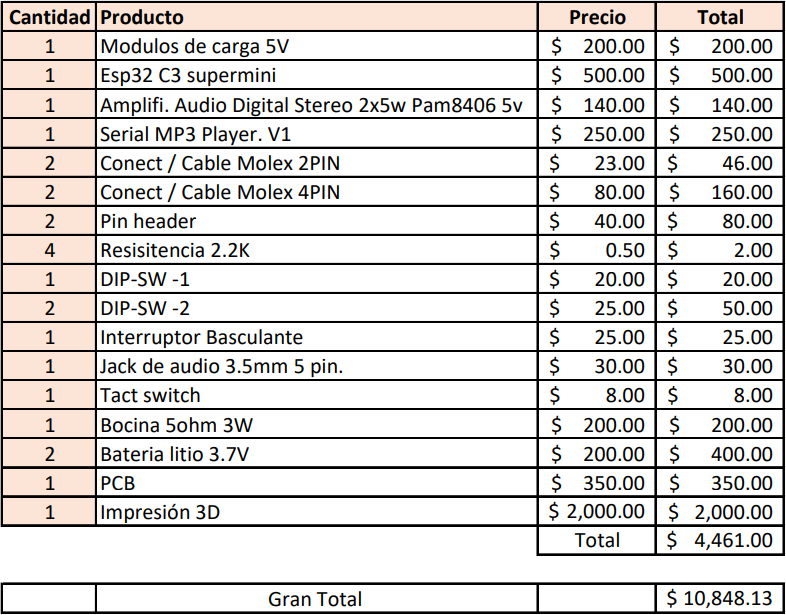 Cantidad Producto Precio Total
1 Modulos de carga 5V $ 200.00 $ 200.00
1 Esp32 C3 supermini $ 500.00 $ 500.00
1 Amplifi. Audio Digital Stereo 2x5w Pam8406 5v $ 140.00 $ 140.00
1 Serial MP3 Player. V1 $ 250.00 $ 250.00
2 Conect / Cable Molex 2PIN $ 23.00 $ 46.00
2 Conect / Cable Molex 4PIN $ 80.00 $ 160.00
2 Pin header $ 40.00 $ 80.00
4 Resisitencia 2.2K $ 0.50 $ 2.00
1 DIP-SW -1 $ 20.00 $ 20.00
2 DIP-SW -2 $ 25.00 $ 50.00
1 Interruptor Basculante $ 25.00 $ 25.00
1 Jack de audio 3.5mm 5 pin. $ 30.00 $ 30.00
1 Tact switch $ 8.00 $ 8.00
1 Bocina 5ohm 3W $ 200.00 $ 200.00
2 Bateria litio 3.7V $ 200.00 $ 400.00
1 PCB $ 350.00 $ 350.00
1 Impresión 3D $ 2,000.00 $ 2,000.00
Total $ 4,461.00
Gran Total $ 10,848.13